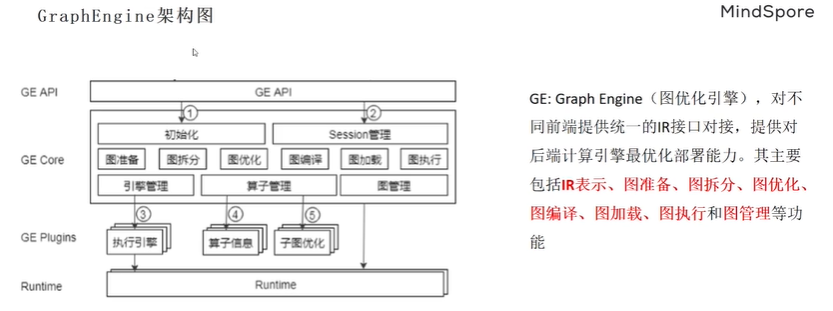 GraphEngine架构图
MindSpore
GE API
GE API
①
②
初始化
Session管理
GE Core
图准备
图拆分
图优化
图编译
图加载
图执行
引擎管理
算子管理
图管理
③
④
⑤
GE Plugins
执行引擎
算子信息
子图优化
Runtime
Runtime
GE: Graph Engine（图优化引擎），对不
同前端提供统一的IR接口对接，提供对
后端计算引擎最优化部署能力。其主要
包括IR表示、图准备、图拆分、图优化、
图编译、图加载、图执行和图管理等功
能